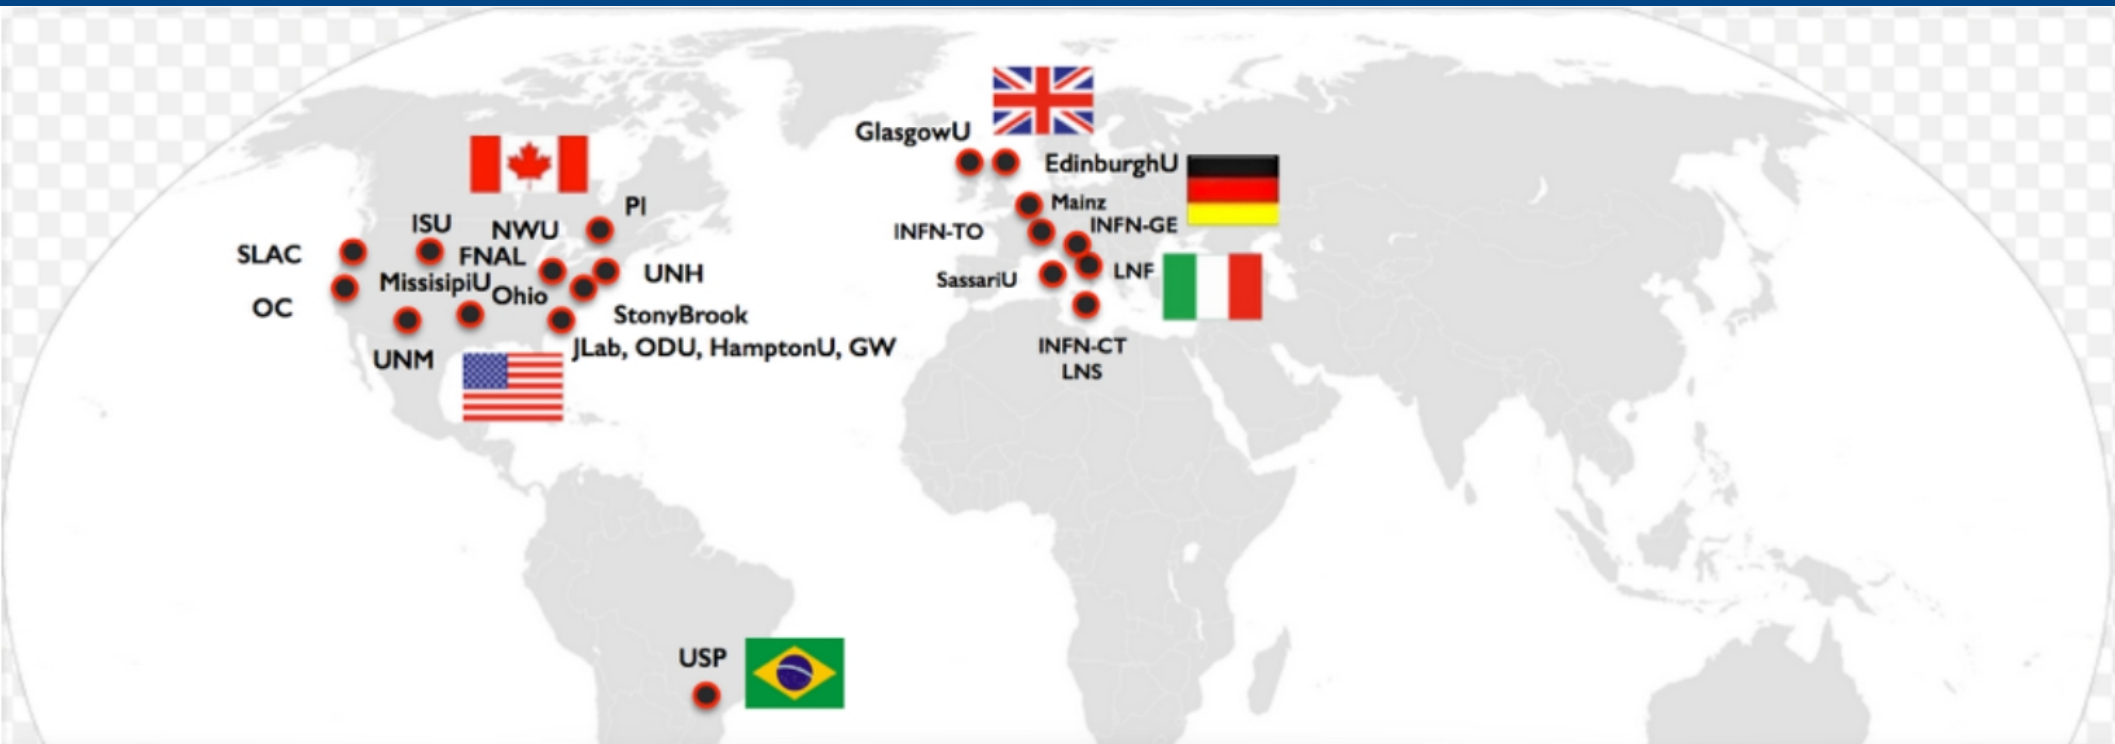 GlasgowU
EdinburghU
PI
Mainz
ISU
NWU
INFN-TO
INFN-GE
SLAC
FNAL
UNH
LNF
MissisipiU
SassariU
Ohio
OC
StonyBrook
JLab, ODU, HamptonU, GW
UNM
INFN-CT
LNS
USP